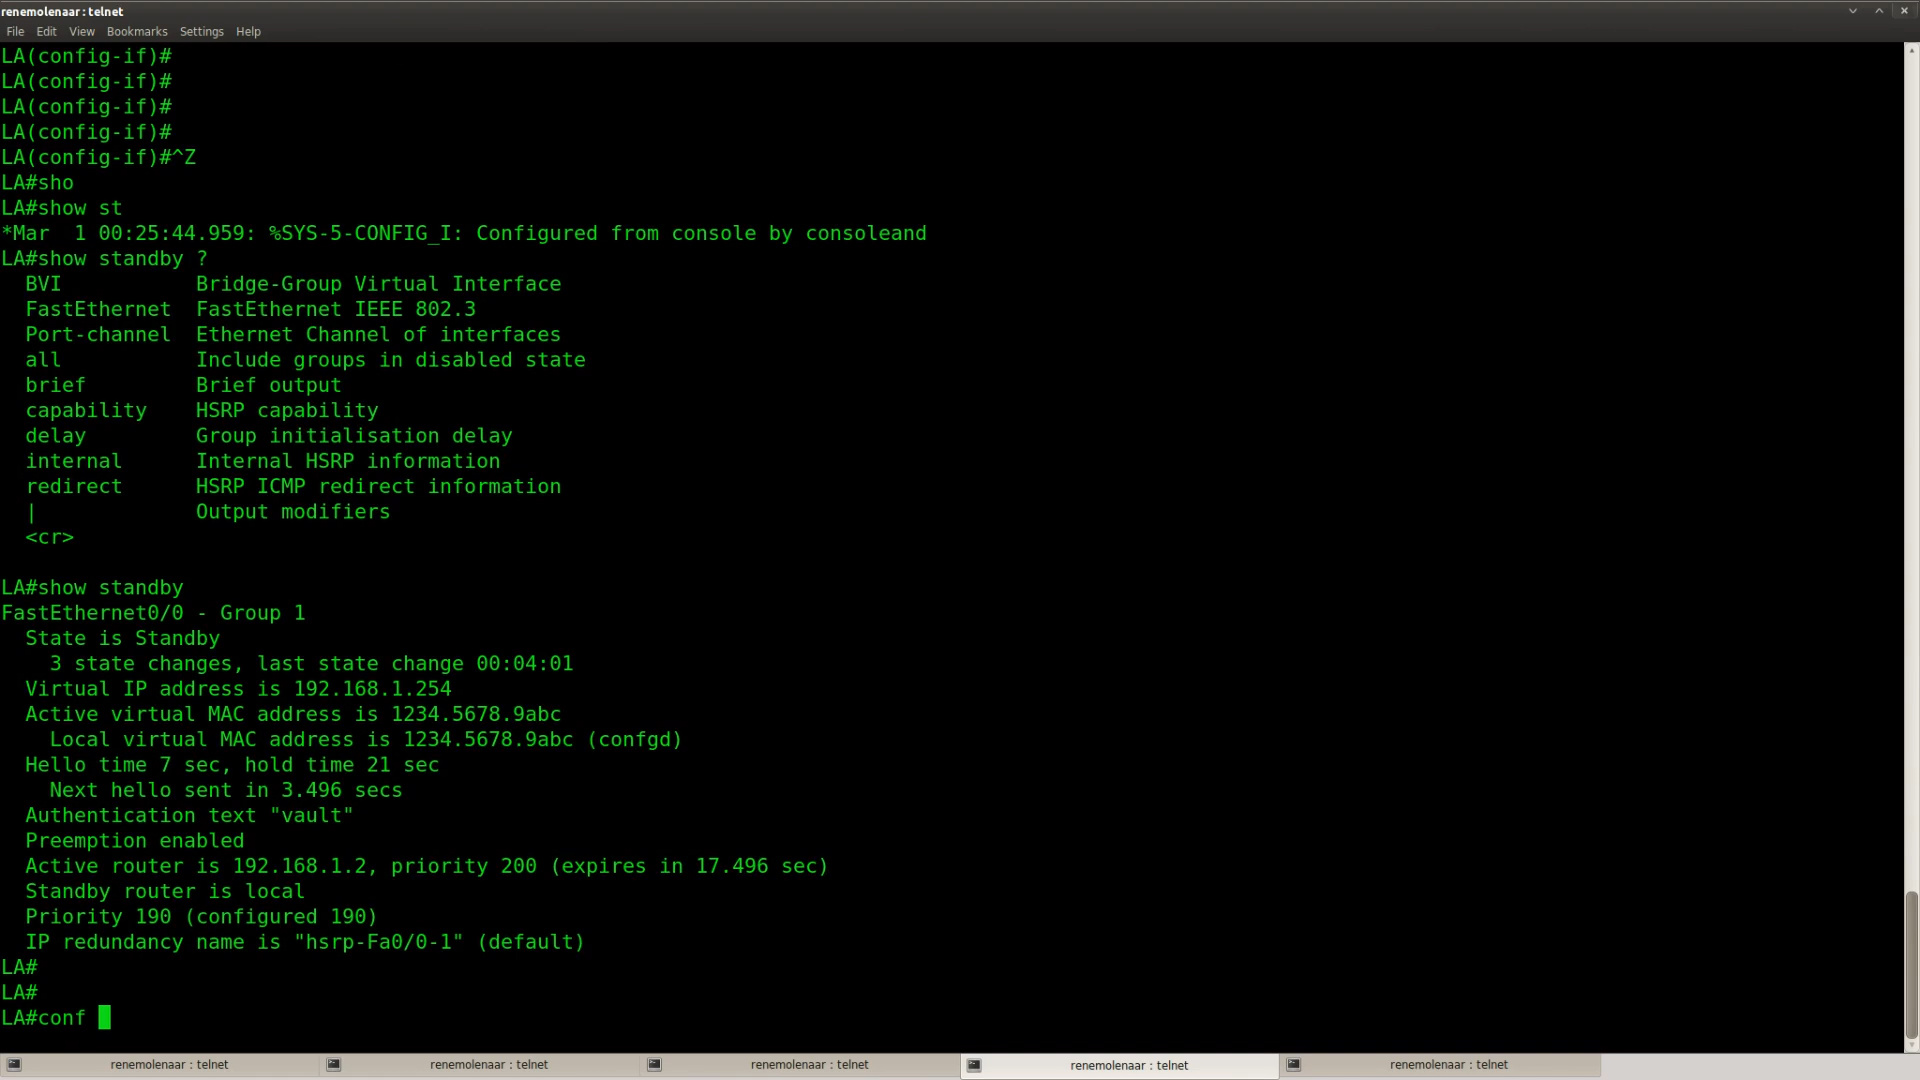 renemolenaar : telnet
File Edit View Bookmarks Settings Help
LA(config-if)#
LA(config-if)#
LA(config-if)#
LA(config-if)#
LA(config-if)#^Z
LA#sho
LA#show st
*Mar  1 00:25:44.959: %SYS-5-CONFIG_I: Configured from console by consoleand
LA#show standby ?
  BVI           Bridge-Group Virtual Interface
  FastEthernet  FastEthernet IEEE 802.3
  Port-channel  Ethernet Channel of interfaces
  all           Include groups in disabled state
  brief         Brief output
  capability    HSRP capability
  delay         Group initialisation delay
  internal      Internal HSRP information
  redirect      HSRP ICMP redirect information
  |             Output modifiers
  <cr>
LA#show standby
FastEthernet0/0 - Group 1
  State is Standby
    3 state changes, last state change 00:04:01
  Virtual IP address is 192.168.1.254
  Active virtual MAC address is 1234.5678.9abc
    Local virtual MAC address is 1234.5678.9abc (confgd)
  Hello time 7 sec, hold time 21 sec
    Next hello sent in 3.496 secs
  Authentication text "vault"
  Preemption enabled
  Active router is 192.168.1.2, priority 200 (expires in 17.496 sec)
  Standby router is local
  Priority 190 (configured 190)
  IP redundancy name is "hsrp-Fa0/0-1" (default)
LA#
LA#
LA#conf
renemolenaar : telnet renemolenaar : telnet renemolenaar : telnet renemolenaar : telnet renemolenaar : telnet